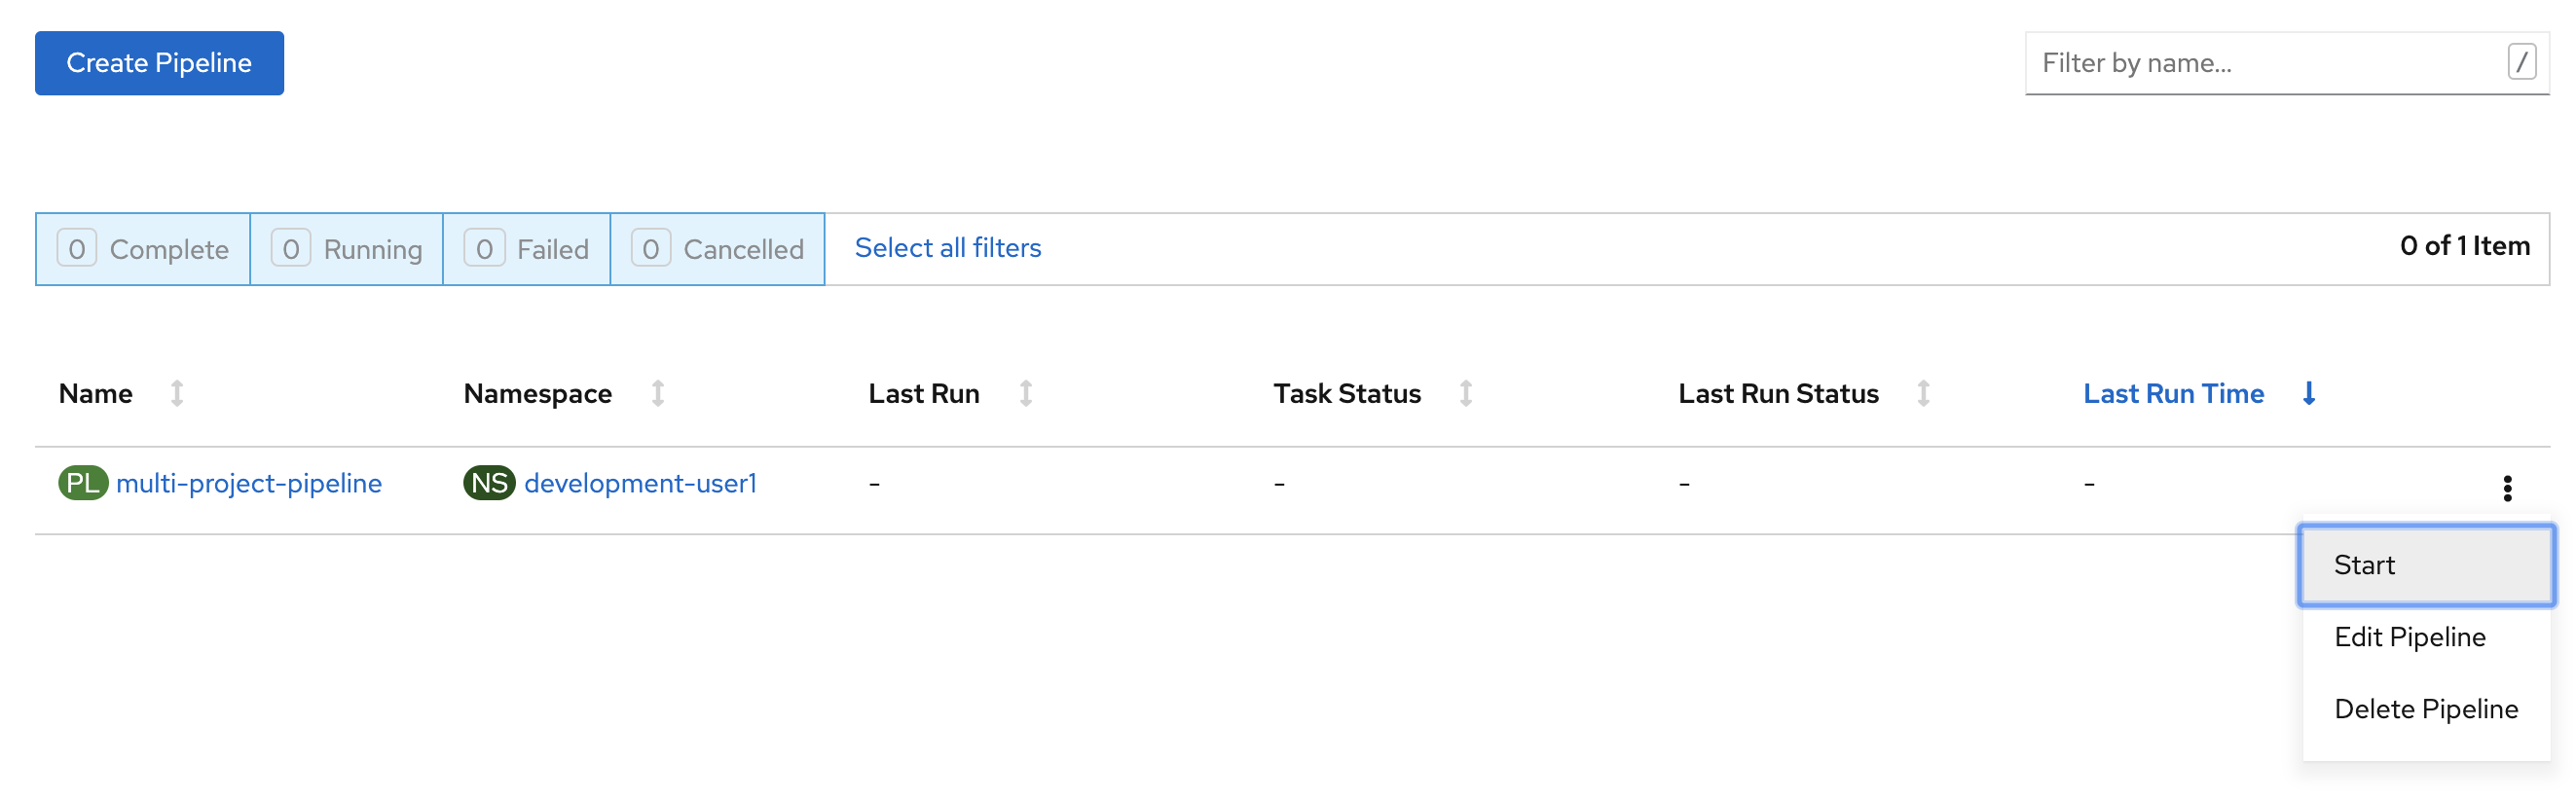 Create Pipeline
Filter by name... /
0 Complete 0 Running 0 Failed 0 Cancelled Select all filters 0 of 1 Item
Name Namespace Last Run Task Status Last Run Status Last Run Time
PL multi-project-pipeline NS development-user1 - - - -
Start
Edit Pipeline
Delete Pipeline